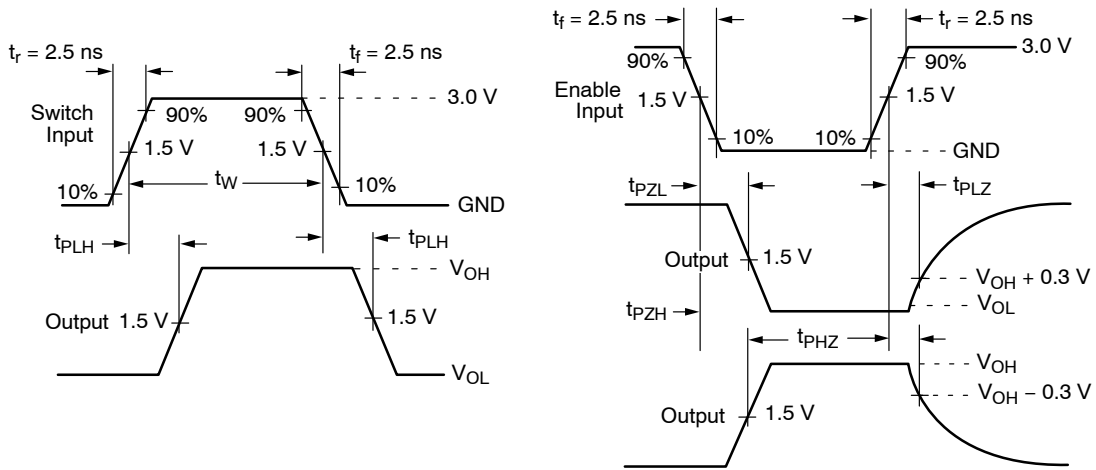 tr = 2.5 ns
tf = 2.5 ns
Switch
Input
90%
90%
3.0 V
1.5 V
1.5 V
10%
tW
10%
GND
tPLH
tPLH
VOH
Output
1.5 V
1.5 V
VOL
tf = 2.5 ns
tr = 2.5 ns
3.0 V
90%
90%
Enable
Input
1.5 V
1.5 V
10%
10%
GND
tPZL
tPLZ
Output
1.5 V
VOH + 0.3 V
VOL
tPZH
tPHZ
VOH
VOH − 0.3 V
Output
1.5 V